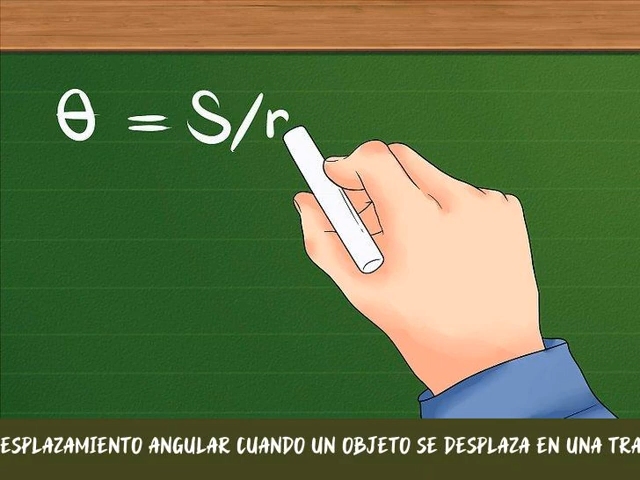 θ = S/r
ESPLAZAMIENTO ANGULAR CUANDO UN OBJETO SE DESPLAZA EN UNA TRA